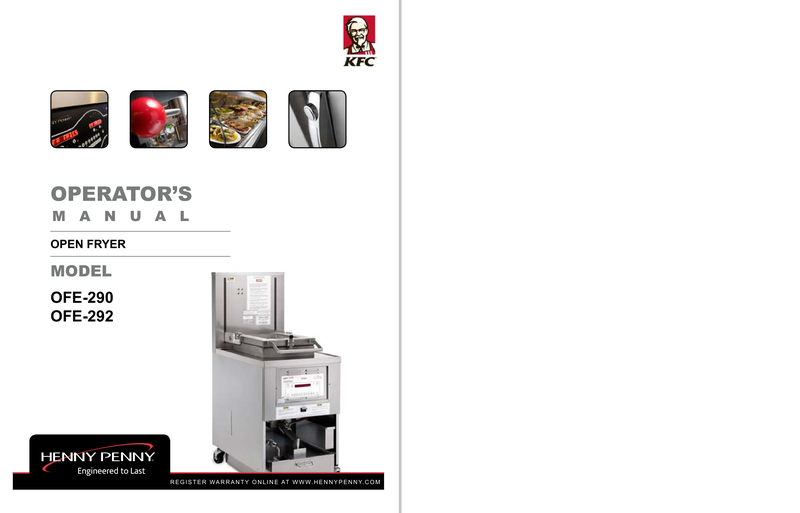 KFC
OPERATOR'S
MANUAL
OPEN FRYER
MODEL
OFE-290
OFE-292
HENNY PENNY
Engineered to Last
REGISTER WARRANTY ONLINE AT WWW.HENNYPENNY.COM